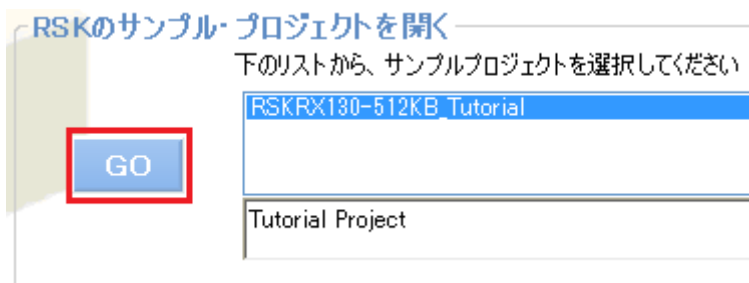 RSKのサンプル・プロジェクトを開く
下のリストから、サンプルプロジェクトを選択してください
RSKRX130-512KB_Tutorial
GO
Tutorial Project